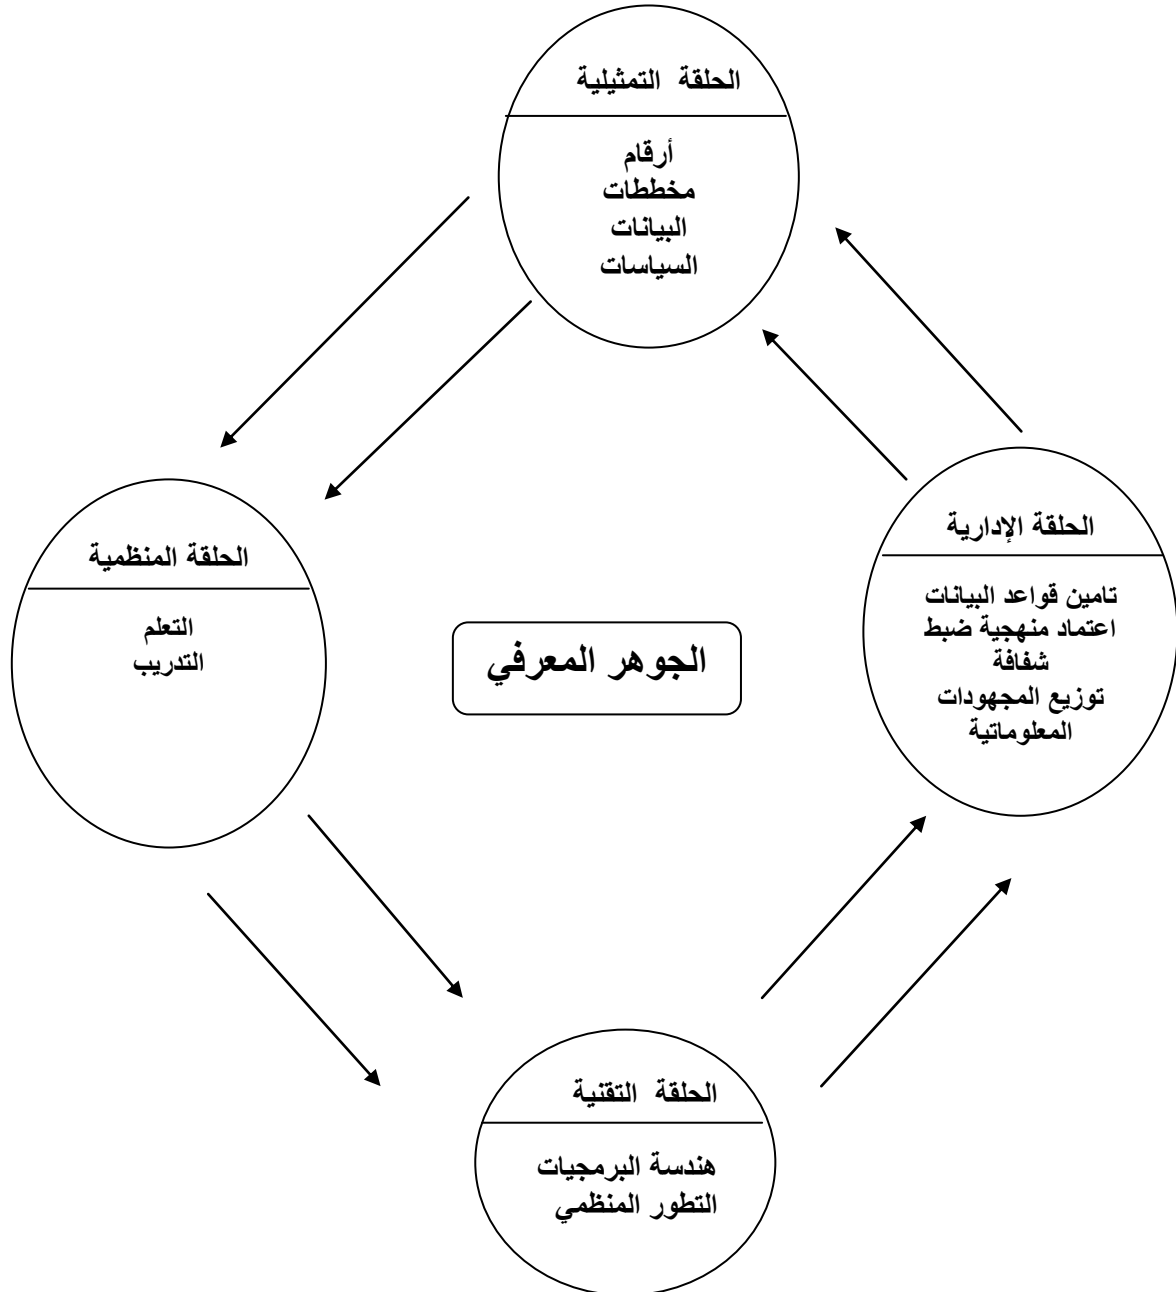 الحلقة التمثيلية
أرقام
مخططات
البيانات
السياسات
الحلقة الإدارية
تامين قواعد البيانات
اعتماد منهجية ضبط
شفافة
توزيع المجهودات
المعلوماتية
الحلقة المنظمية
التعلم
التدريب
الجوهر المعرفي
الحلقة التقنية
هندسة البرمجيات
التطور المنظمي